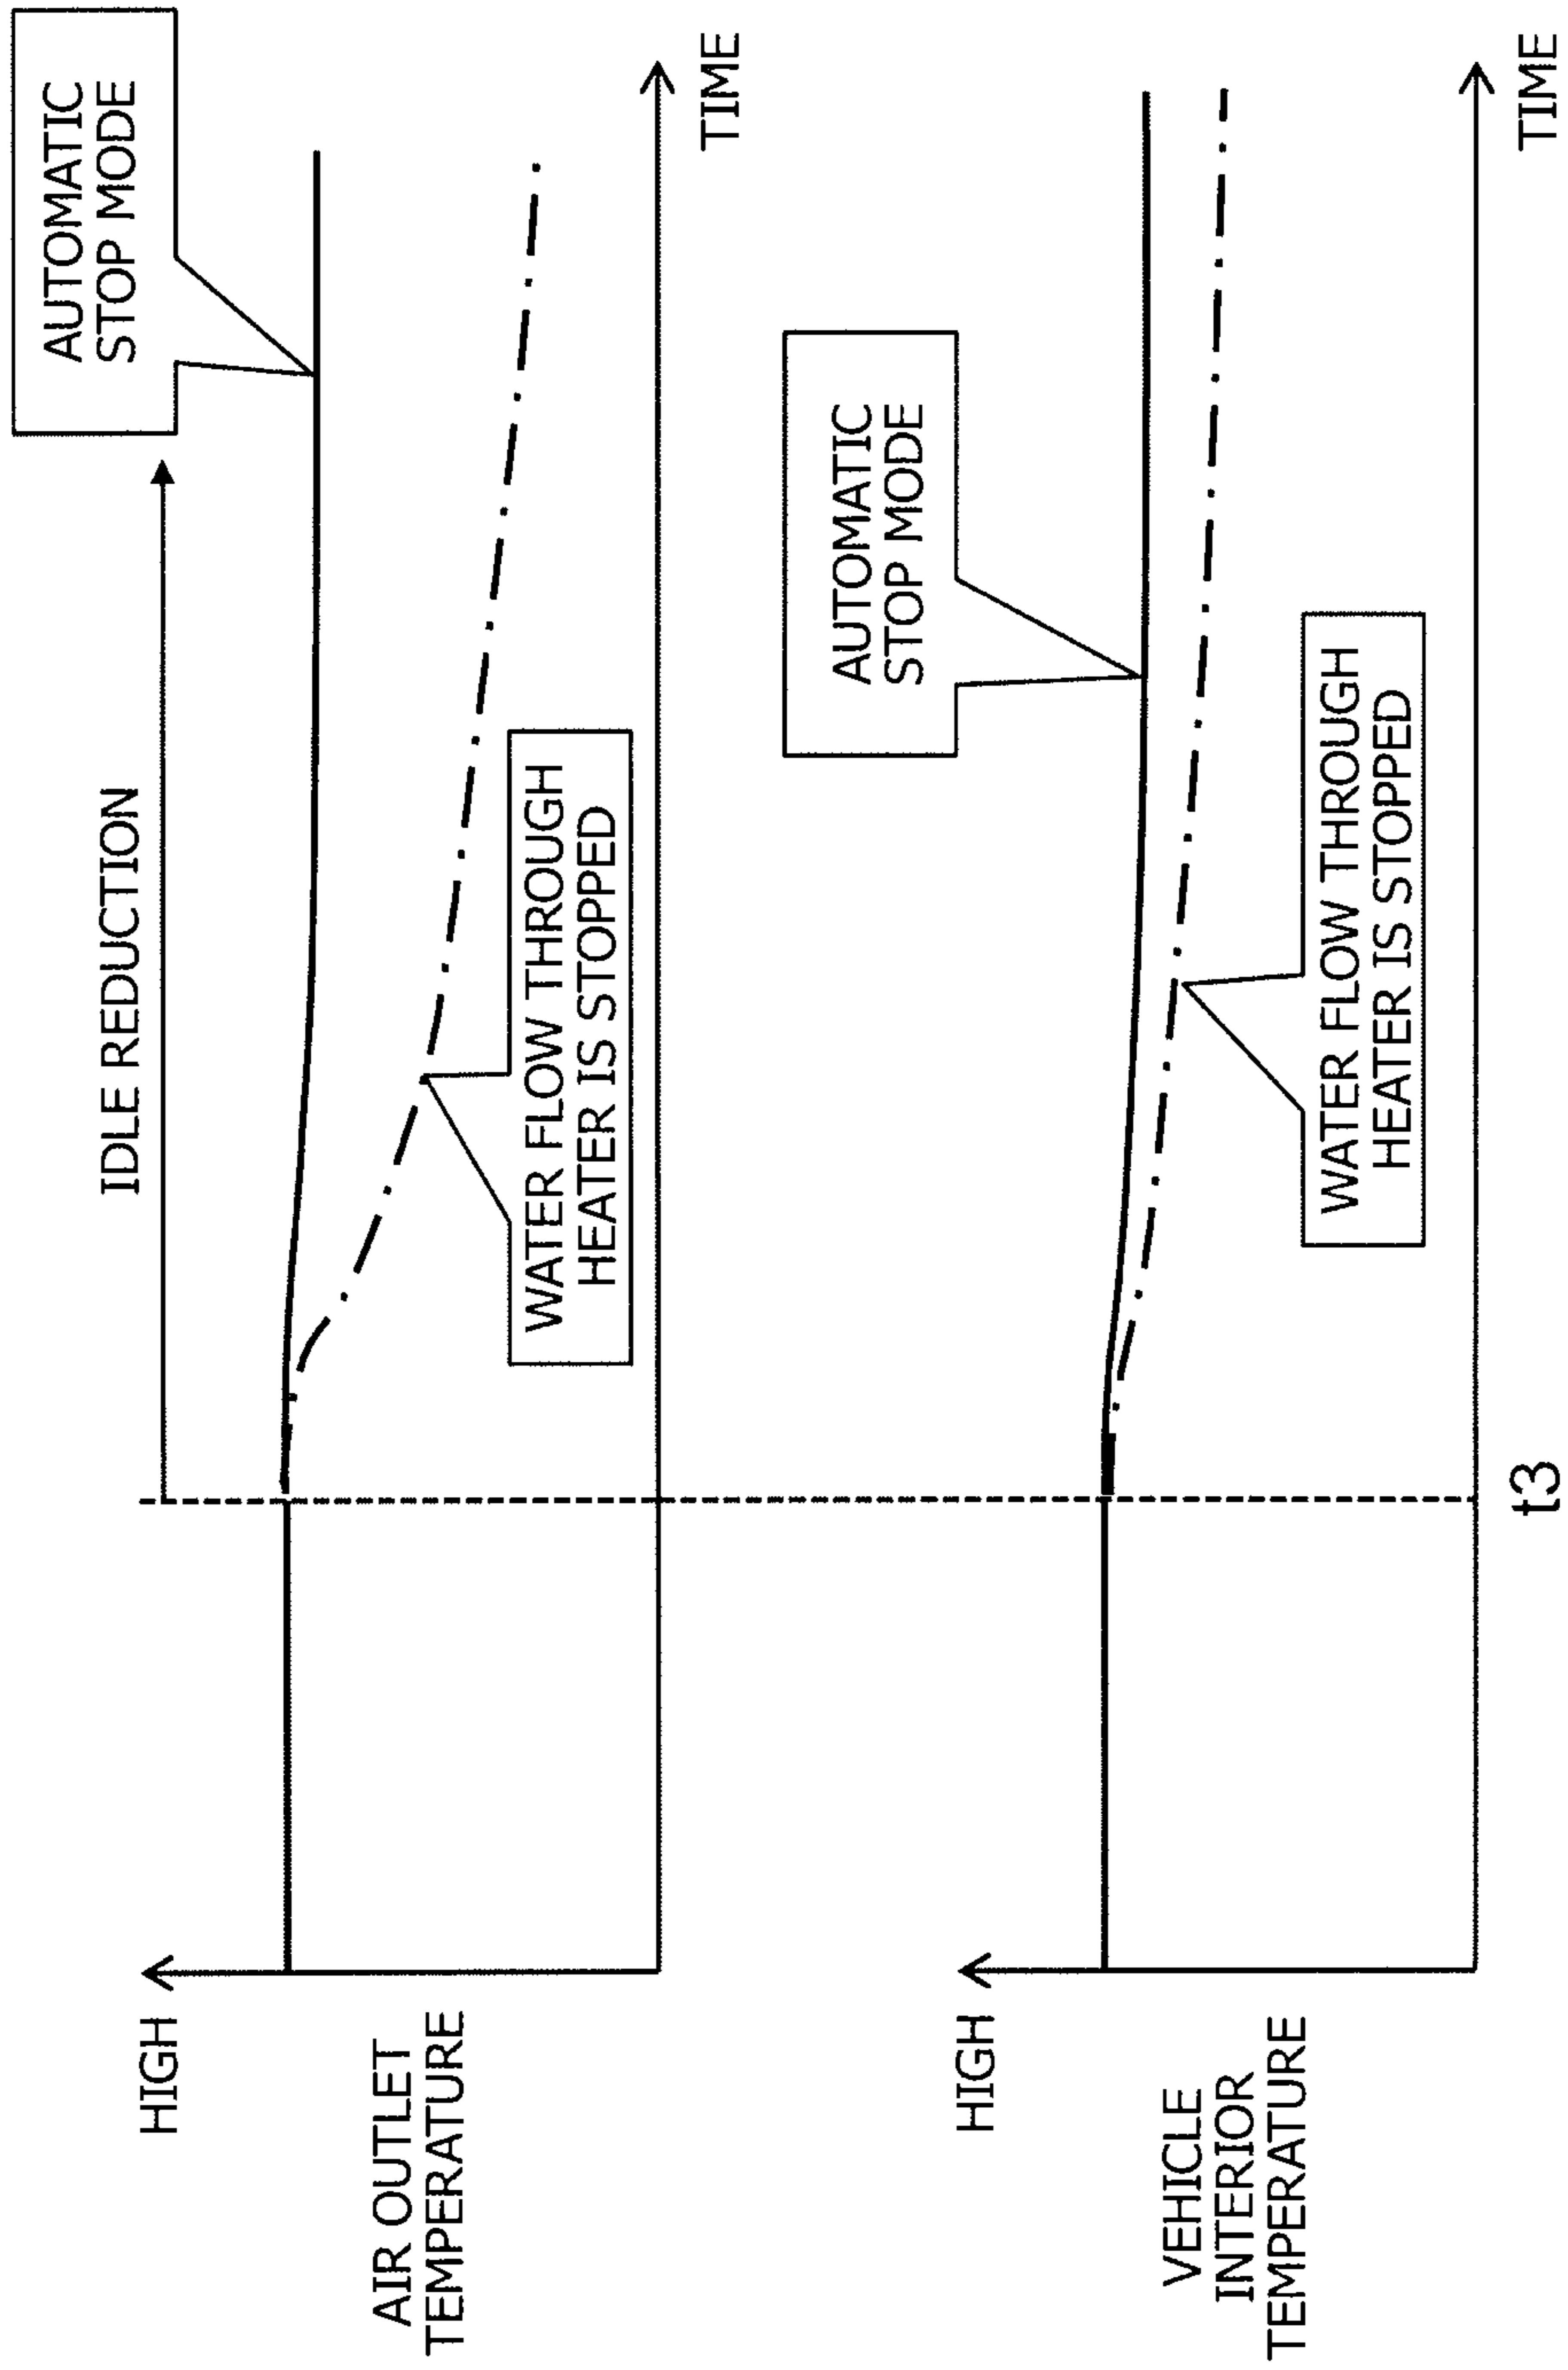 IDLE REDUCTION
AUTOMATIC
STOP MODE
HIGH
AIR OUTLET
TEMPERATURE
WATER FLOW THROUGH
HEATER IS STOPPED
TIME
AUTOMATIC
STOP MODE
HIGH
VEHICLE
INTERIOR
TEMPERATURE
WATER FLOW THROUGH
HEATER IS STOPPED
TIME
t3